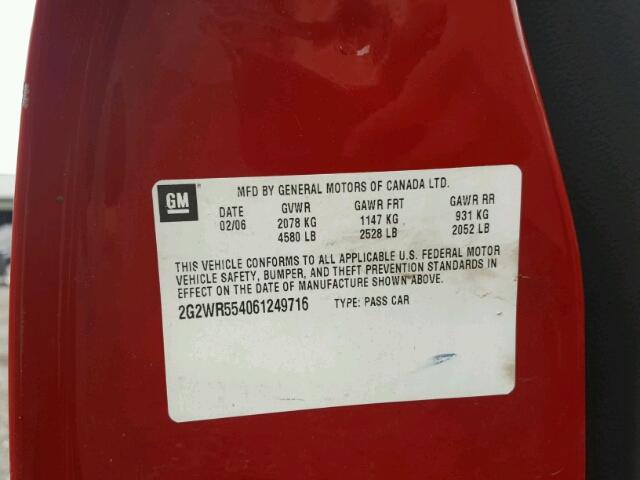 GM
MFD BY GENERAL MOTORS OF CANADA LTD.
DATE GVWR GAWR FRT GAWR RR
02/06 2078 KG 1147 KG 931 KG
4580 LB 2528 LB 2052 LB
THIS VEHICLE CONFORMS TO ALL APPLICABLE U.S. FEDERAL MOTOR
VEHICLE SAFETY, BUMPER, AND THEFT PREVENTION STANDARDS IN
EFFECT ON THE DATE OF MANUFACTURE SHOWN ABOVE.
2G2WR554061249716 TYPE: PASS CAR